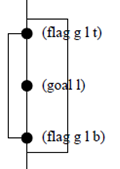 (flag g l t)
(goal l)
(flag g l b)